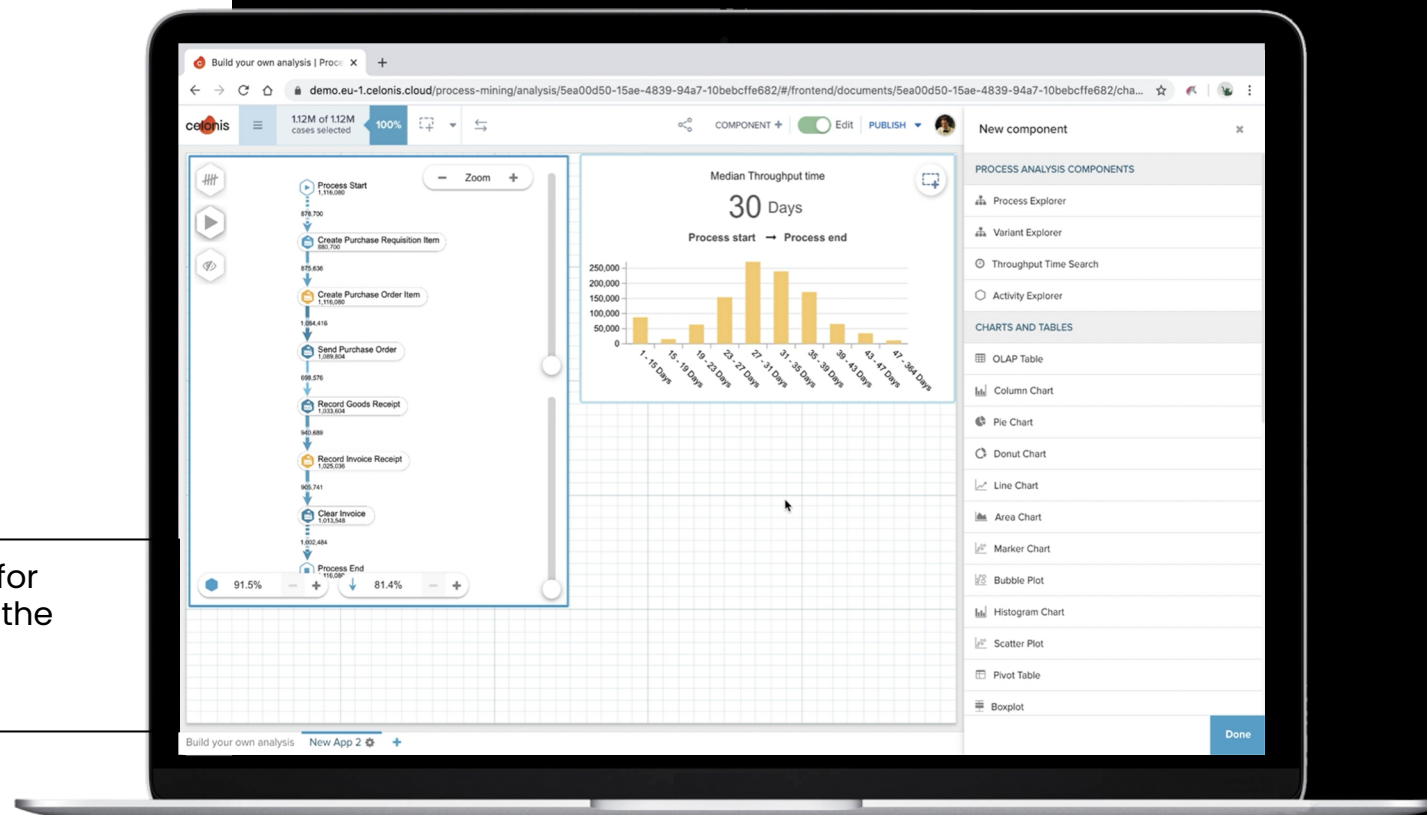 Build your own analysis | Proce
demo.eu-1.celonis.cloud/process-mining/analysis/5ea00d50-15ae-4839-94a7-10bebcffe682/#/frontend/documents/5ea00d50-15ae-4839-94a7-10bebcffe682/cha...
celonis
1.12M of 1.12M
cases selected
100%
COMPONENT +
Edit
PUBLISH
Zoom
Process Start
1,116,080
878,700
Create Purchase Requisition Item
880,700
875,636
Create Purchase Order Item
1,116,080
1,084,416
Send Purchase Order
1,089,804
698,576
Record Goods Receipt
1,033,604
940,689
Record Invoice Receipt
1,025,036
905,741
Clear Invoice
1,013,548
1,002,484
Process End
91.5%
81.4%
Median Throughput time
30 Days
Process start → Process end
250,000
200,000
150,000
100,000
50,000
0
1 - 15 Days
15 - 19 Days
19 - 23 Days
23 - 27 Days
27 - 31 Days
31 - 35 Days
35 - 39 Days
39 - 43 Days
43 - 47 Days
47 - 364 Days
New component
PROCESS ANALYSIS COMPONENTS
Process Explorer
Variant Explorer
Throughput Time Search
Activity Explorer
CHARTS AND TABLES
OLAP Table
Column Chart
Pie Chart
Donut Chart
Line Chart
Area Chart
Marker Chart
Bubble Plot
Histogram Chart
Scatter Plot
Pivot Table
Boxplot
Done
Build your own analysis
New App 2
for
the